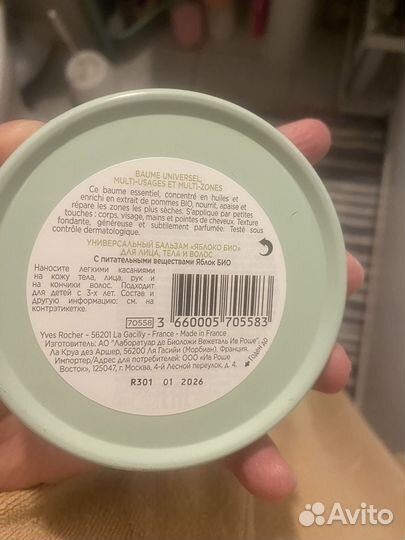 BAUME UNIVERSEL
MULTI-USAGES ET MULTI-ZONES
Ce baume essentiel, concentré en huiles et
enrichi en extrait de pommes BIO, nourrit, apaise et
répare les zones les plus sèches. S'applique par petites
touches : corps, visage, mains et pointes de cheveux. Texture
fondante, généreuse et subtilement parfumée. Testé sous
contrôle dermatologique.
УНИВЕРСАЛЬНЫЙ БАЛЬЗАМ «ЯБЛОКО БИО»
ДЛЯ ЛИЦА, ТЕЛА И ВОЛОС
С питательными веществами Яблок БИО
Наносите легкими касаниями
на кожу тела, лица, рук и
на кончики волос. Подходит
для детей с 3-х лет. Состав и
другую информацию: см. на
контрэтикетке.
70558 3 660005 705583
Yves Rocher - 56201 La Gacilly - France - Made in France
Изготовитель: АО "Лаборатуар де Биоложи Вежеталь Ив Роше",
Ла Круа дез Аршер, 56200 Ля Гасийи (Морбиан), Франция.
Импортер/Адрес для потребителей: ООО «Ив Роше
Восток», 125047, г. Москва, 4-й Лесной переулок, д. 4.
Годен до
R301 01 2026
Avito